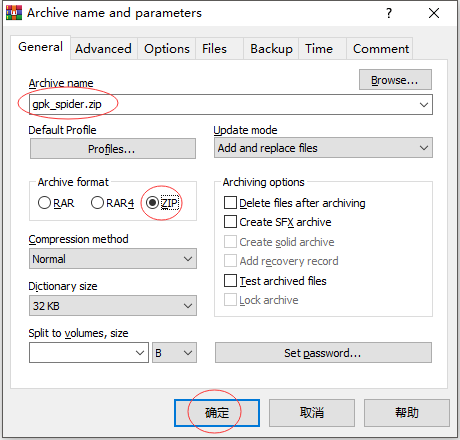 Archive name and parameters
General Advanced Options Files Backup Time Comment
Archive name
Browse...
gpk_spider.zip
Default Profile
Update mode
Profiles...
Add and replace files
Archive format
Archiving options
RAR RAR4 ZIP
Delete files after archiving
Create SFX archive
Compression method
Create solid archive
Normal
Add recovery record
Dictionary size
Test archived files
32 KB
Lock archive
Split to volumes, size
B
Set password...
确定 取消 帮助